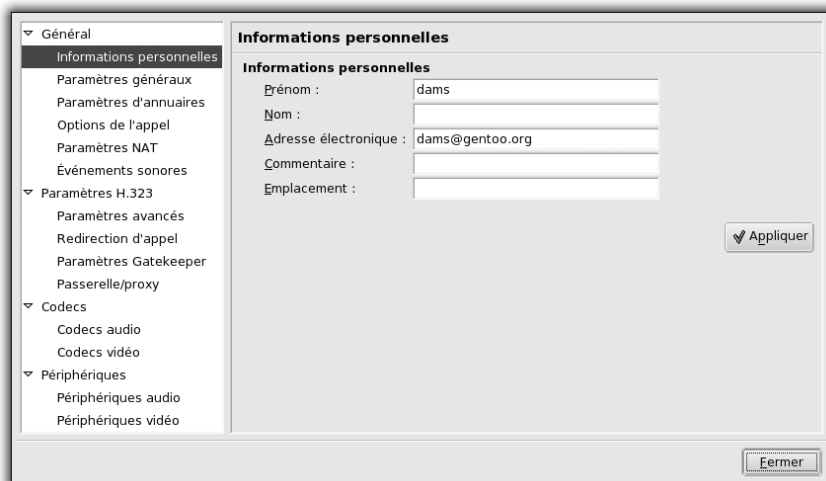 Général
Informations personnelles
Paramètres généraux
Paramètres d'annuaires
Options de l'appel
Paramètres NAT
Événements sonores
Paramètres H.323
Paramètres avancés
Redirection d'appel
Paramètres Gatekeeper
Passerelle/proxy
Codecs
Codecs audio
Codecs vidéo
Périphériques
Périphériques audio
Périphériques vidéo
Informations personnelles
Informations personnelles
Prénom : dams
Nom :
Adresse électronique : dams@gentoo.org
Commentaire :
Emplacement :
Appliquer
Fermer